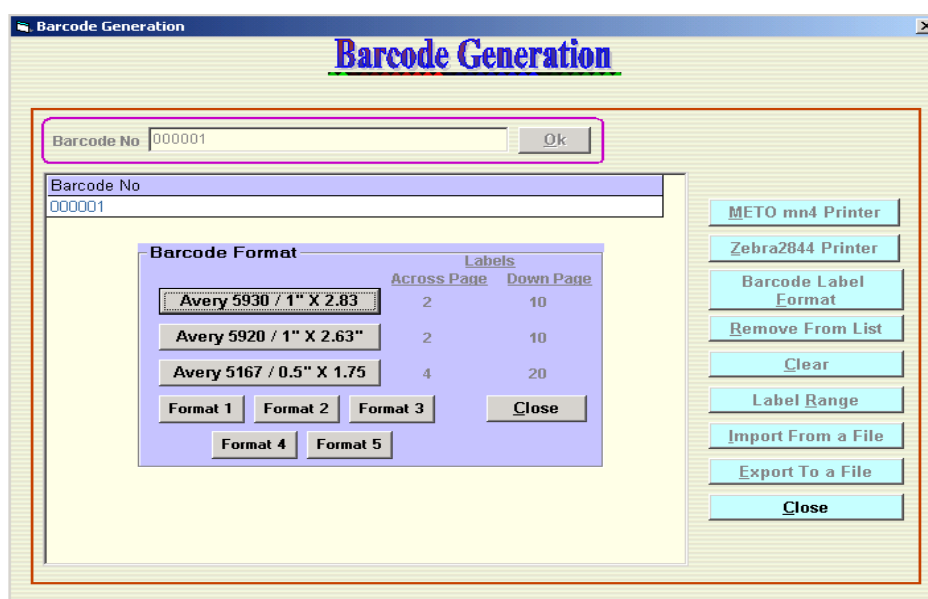 Barcode Generation
Barcode Generation
Barcode No 000001 Ok
Barcode No
000001
Barcode Format
Labels
Across Page Down Page
Avery 5930 / 1" X 2.83 2 10
Avery 5920 / 1" X 2.63" 2 10
Avery 5167 / 0.5" X 1.75 4 20
Format 1 Format 2 Format 3 Close
Format 4 Format 5
METO mn4 Printer
Zebra2844 Printer
Barcode Label
Format
Remove From List
Clear
Label Range
Import From a File
Export To a File
Close